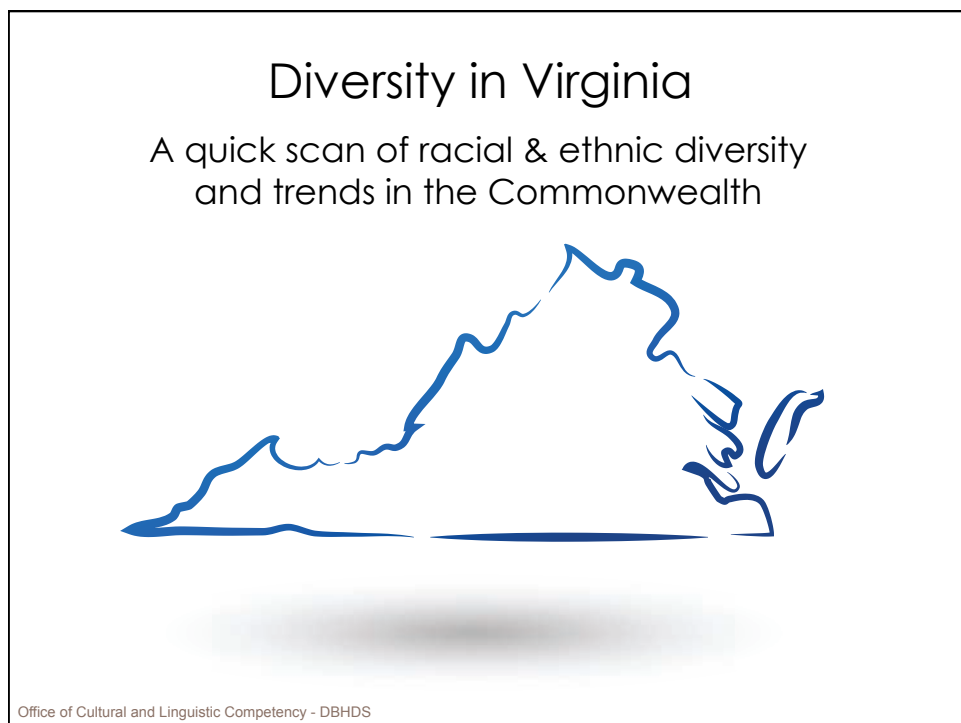 Diversity in Virginia
A quick scan of racial & ethnic diversity
and trends in the Commonwealth
Office of Cultural and Linguistic Competency - DBHDS